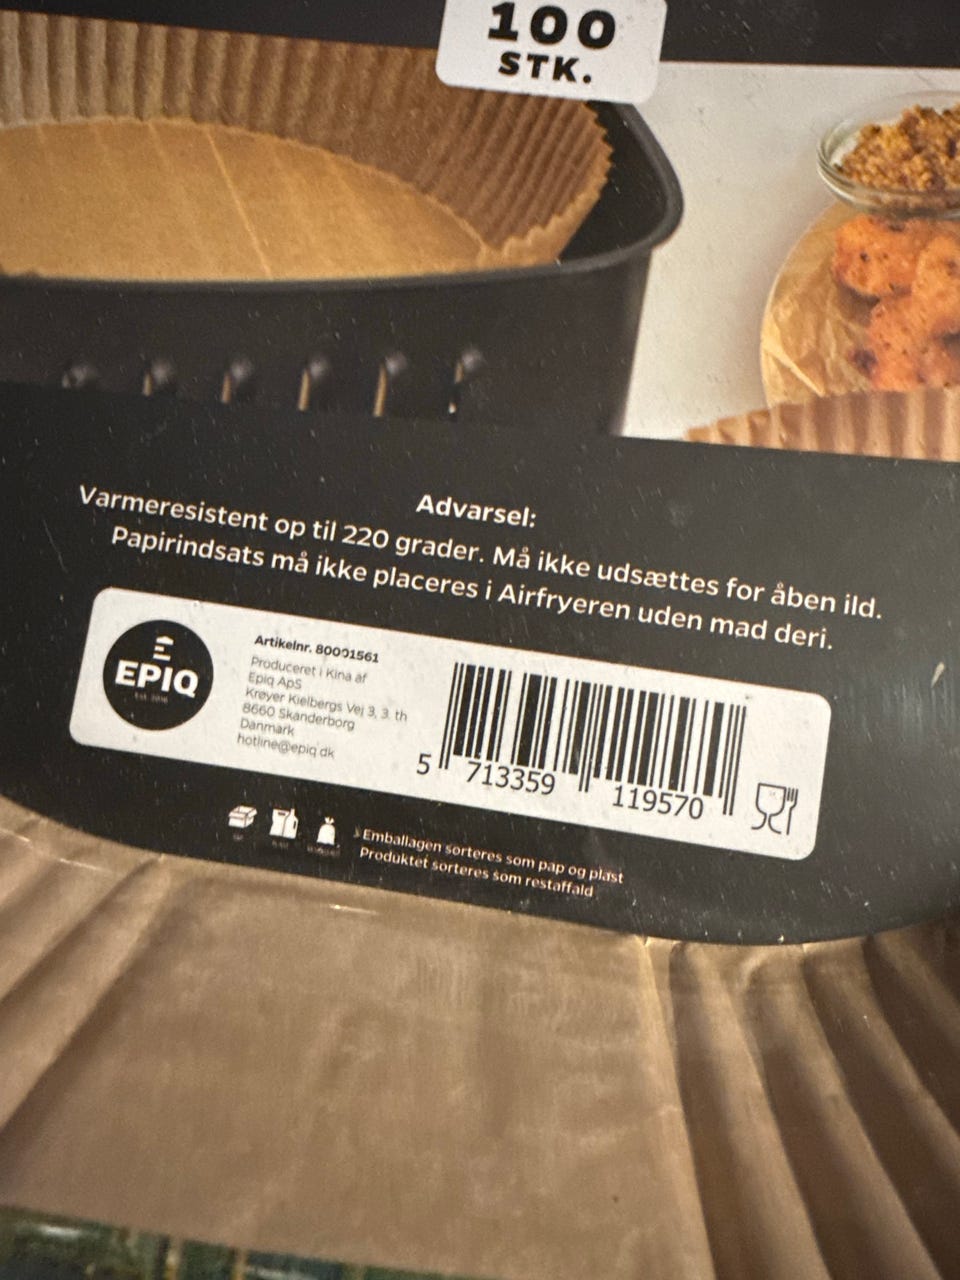 100
STK.
Advarsel:
Varmeresistent op til 220 grader. Må ikke udsættes for åben ild.
Papirindsats må ikke placeres i Airfryeren uden mad deri.
EPIQ
Artikelnr. 80001561
Produceret i Kina af
Epiq ApS
Krøyer Kielbergs Vej 3, 3. th
8660 Skanderborg
Danmark
hotline@epiq.dk
5 713359 119570
Emballagen sorteres som pap og plast
Produktet sorteres som restaffald